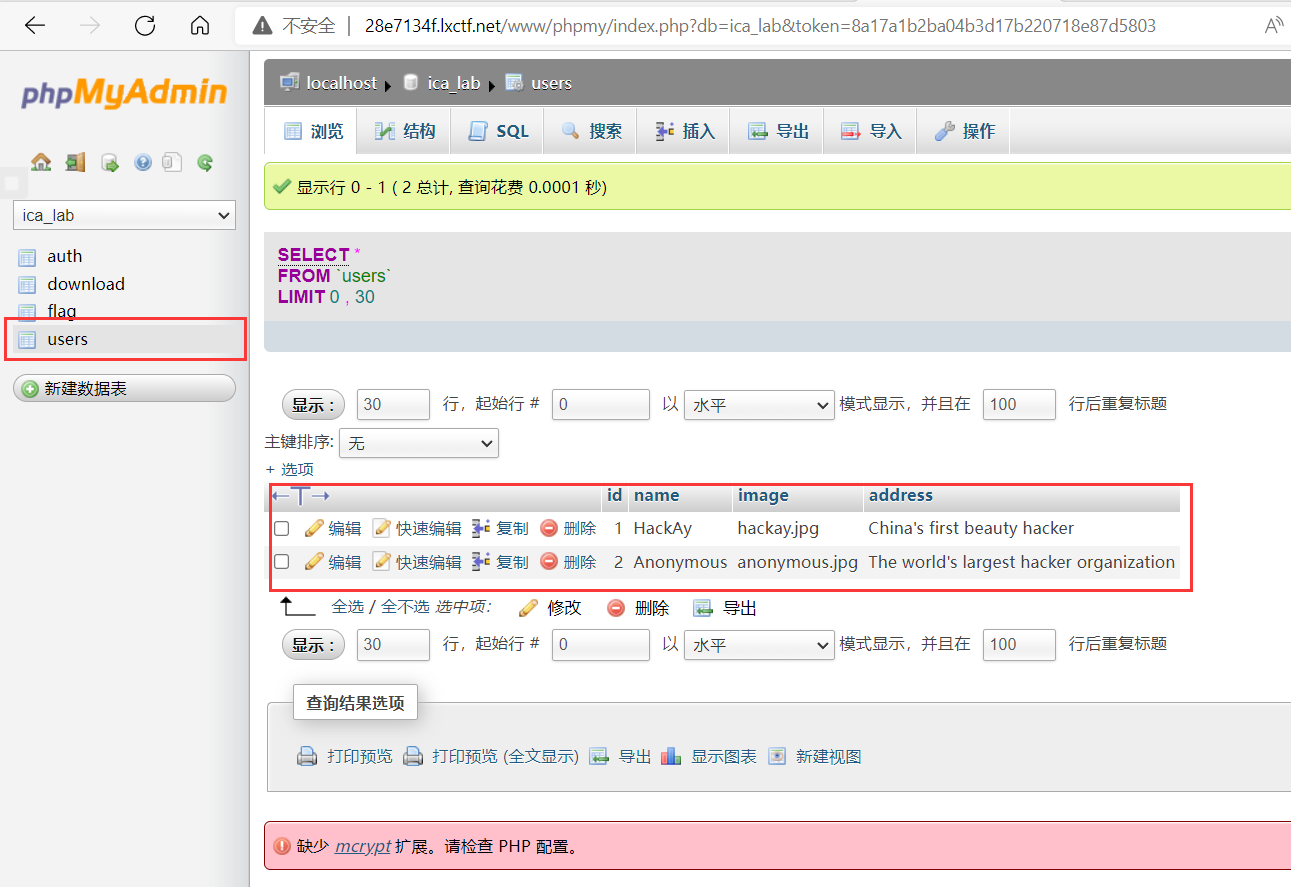 不安全 | 28e7134f.lxctf.net/www/phpmy/index.php?db=ica_lab&token=8a17a1b2ba04b3d17b220718e87d5803
phpMyAdmin
ica_lab
auth
download
flag
users
新建数据表
localhost ica_lab users
浏览 结构 SQL 搜索 插入 导出 导入 操作
显示行 0 - 1 ( 2 总计, 查询花费 0.0001 秒)
SELECT *
FROM `users`
LIMIT 0 , 30
显示 : 30 行，起始行 # 0 以 水平 模式显示，并且在 100 行后重复标题
主键排序: 无
+ 选项
←T→ id name image address
编辑 快速编辑 复制 删除 1 HackAy hackay.jpg China's first beauty hacker
编辑 快速编辑 复制 删除 2 Anonymous anonymous.jpg The world's largest hacker organization
全选 / 全不选 选中项: 修改 删除 导出
显示 : 30 行，起始行 # 0 以 水平 模式显示，并且在 100 行后重复标题
查询结果选项
打印预览 打印预览 (全文显示) 导出 显示图表 新建视图
缺少 mcrypt 扩展。请检查 PHP 配置。